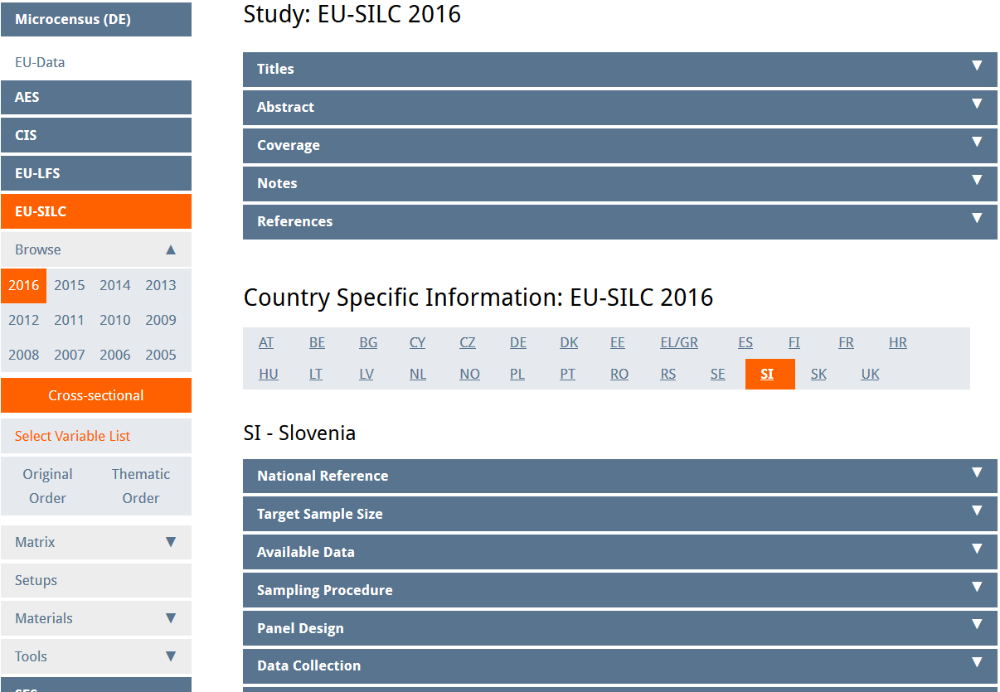 Microcensus (DE)
EU-Data
AES
CIS
EU-LFS
EU-SILC
Browse ▲
2016 2015 2014 2013
2012 2011 2010 2009
2008 2007 2006 2005
Cross-sectional
Select Variable List
Original Order
Thematic Order
Matrix ▼
Setups
Materials ▼
Tools ▼
SES
Study: EU-SILC 2016
Titles ▼
Abstract ▼
Coverage ▼
Notes ▼
References ▼
Country Specific Information: EU-SILC 2016
AT BE BG CY CZ DE DK EE EL/GR ES FI FR HR
HU LT LV NL NO PL PT RO RS SE SI SK UK
SI - Slovenia
National Reference ▼
Target Sample Size ▼
Available Data ▼
Sampling Procedure ▼
Panel Design ▼
Data Collection ▼